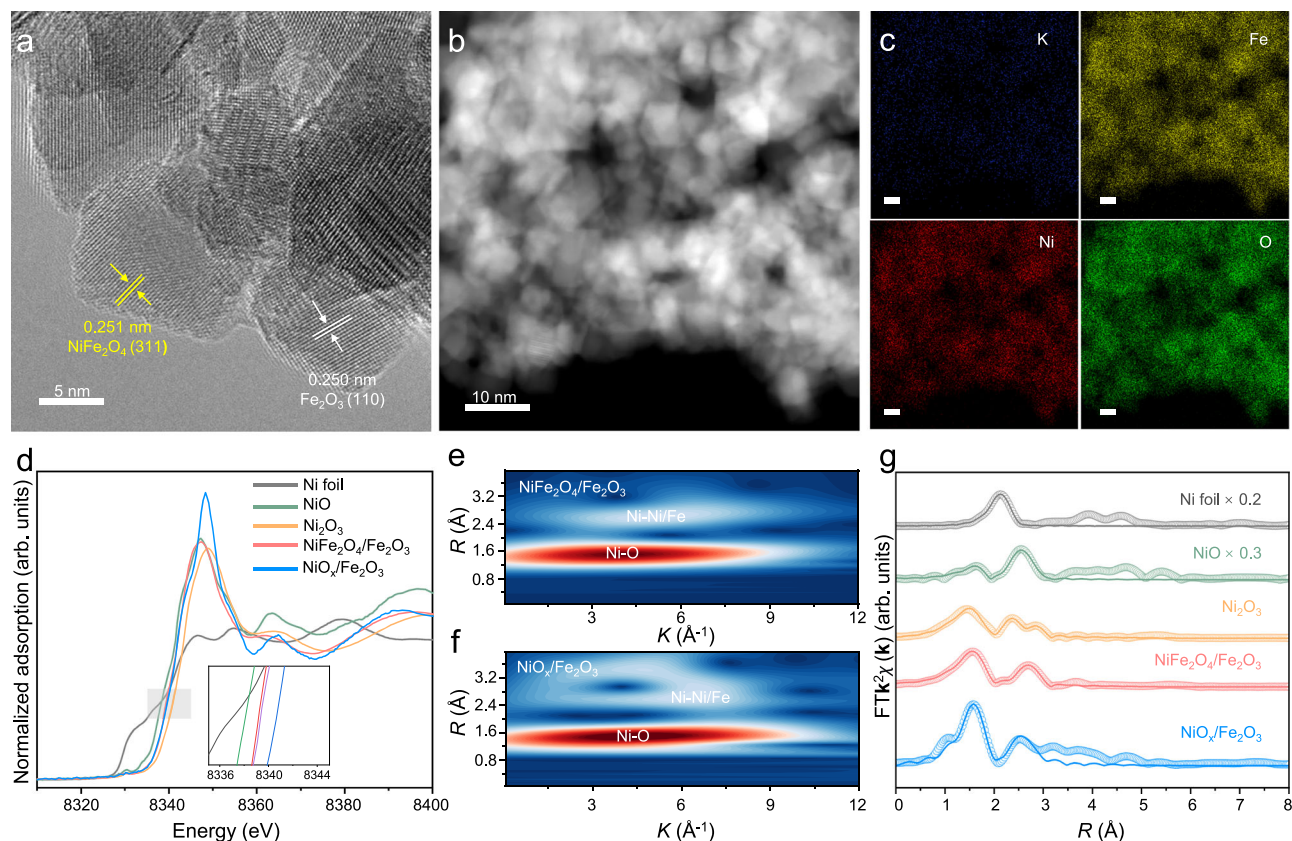 a
0.251 nm
NiFe₂O₄ (311)
0.250 nm
Fe₂O₃ (110)
5 nm
b
10 nm
c
K
Fe
Ni
O
d
Normalized adsorption (arb. units)
Ni foil
NiO
Ni₂O₃
NiFe₂O₄/Fe₂O₃
NiOₓ/Fe₂O₃
8336 8340 8344
8320 8340 8360 8380 8400
Energy (eV)
e
NiFe₂O₄/Fe₂O₃
Ni-Ni/Fe
Ni-O
R (Å)
3.2
2.4
1.6
0.8
3 6 9 12
K (Å⁻¹)
f
NiOₓ/Fe₂O₃
Ni-Ni/Fe
Ni-O
R (Å)
3.2
2.4
1.6
0.8
3 6 9 12
K (Å⁻¹)
g
FTk²χ (k) (arb. units)
Ni foil × 0.2
NiO × 0.3
Ni₂O₃
NiFe₂O₄/Fe₂O₃
NiOₓ/Fe₂O₃
0 1 2 3 4 5 6 7 8
R (Å)